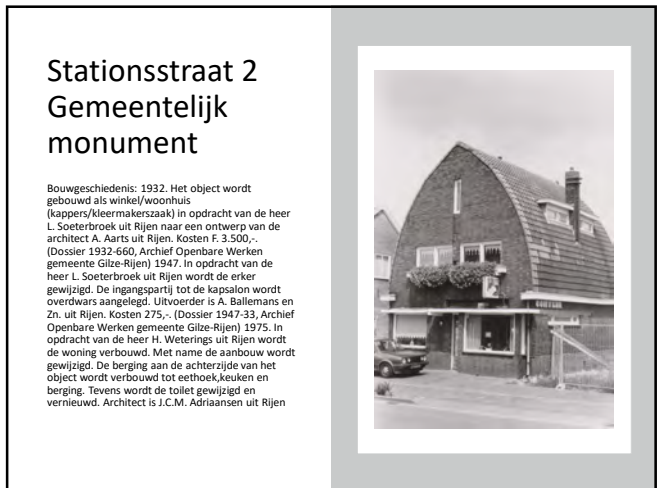 Stationsstraat 2
Gemeentelijk
monument
Bouwgeschiedenis: 1932. Het object wordt
gebouwd als winkel/woonhuis
(kappers/kleermakerszaak) in opdracht van de heer
L. Soeterbroek uit Rijen naar een ontwerp van de
architect A. Aarts uit Rijen. Kosten F. 3.500,-.
(Dossier 1932-660, Archief Openbare Werken
gemeente Gilze-Rijen) 1947. In opdracht van de
heer L. Soeterbroek uit Rijen wordt de erker
gewijzigd. De ingangspartij tot de kapsalon wordt
overdwars aangelegd. Uitvoerder is A. Ballemans en
Zn. uit Rijen. Kosten 275,-. (Dossier 1947-33, Archief
Openbare Werken gemeente Gilze-Rijen) 1975. In
opdracht van de heer H. Weterings uit Rijen wordt
de woning verbouwd. Met name de aanbouw wordt
gewijzigd. De berging aan de achterzijde van het
object wordt verbouwd tot eethoek,keuken en
berging. Tevens wordt de toilet gewijzigd en
vernieuwd. Architect is J.C.M. Adriaansen uit Rijen